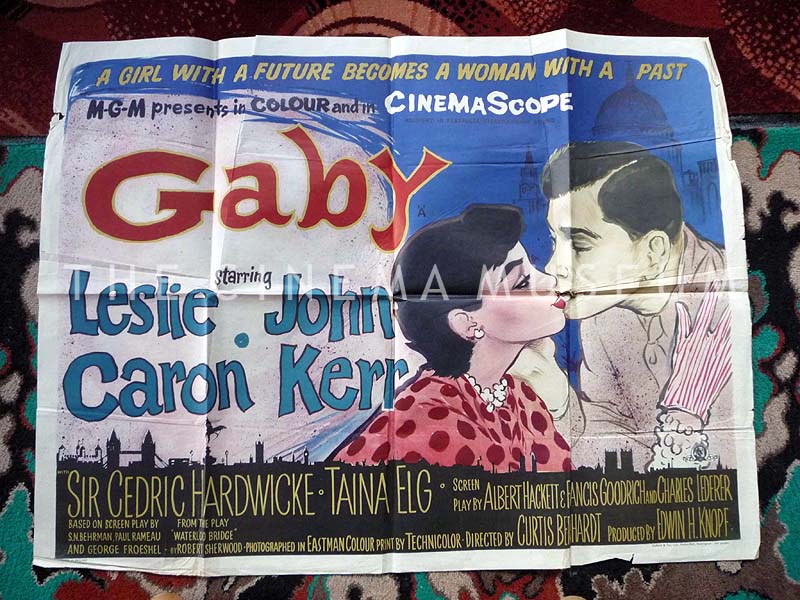 A GIRL WITH A FUTURE BECOMES A WOMAN WITH A PAST
M-G-M presents in COLOUR and in CINEMASCOPE
Gaby
starring
Leslie John
Caron Kerr
THE CINEMA MUSEUM
WITH SIR CEDRIC HARDWICKE · TAINA ELG · SCREEN PLAY BY ALBERT HACKETT & FANCIS GOODRICH AND CHARLES LEDERER
BASED ON SCREEN PLAY BY S.N.BEHRMAN, PAUL RAMEAU AND GEORGE FROESHEL · FROM THE PLAY 'WATERLOO BRIDGE' BY ROBERT SHERWOOD · PHOTOGRAPHED IN EASTMAN COLOUR PRINT BY TECHNICOLOR · DIRECTED BY CURTIS BERHARDT · PRODUCED BY EDWIN H. KNOPF ·